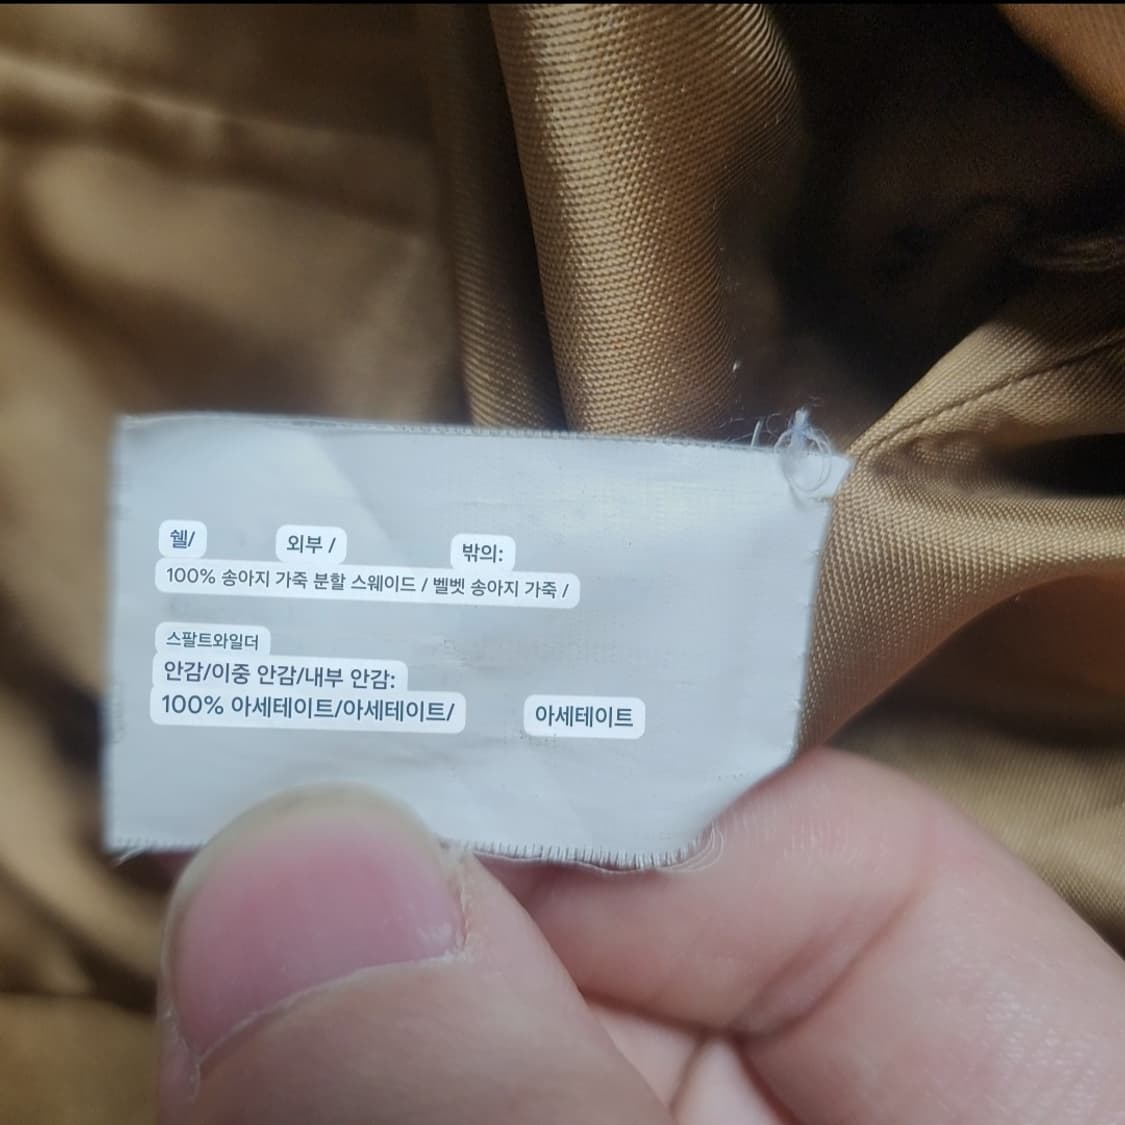 쉘/ 외부 / 밖의:
100% 송아지 가죽 분할 스웨이드 / 벨벳 송아지 가죽 /
스팔트와일더
안감/이중 안감/내부 안감:
100% 아세테이트/아세테이트/ 아세테이트